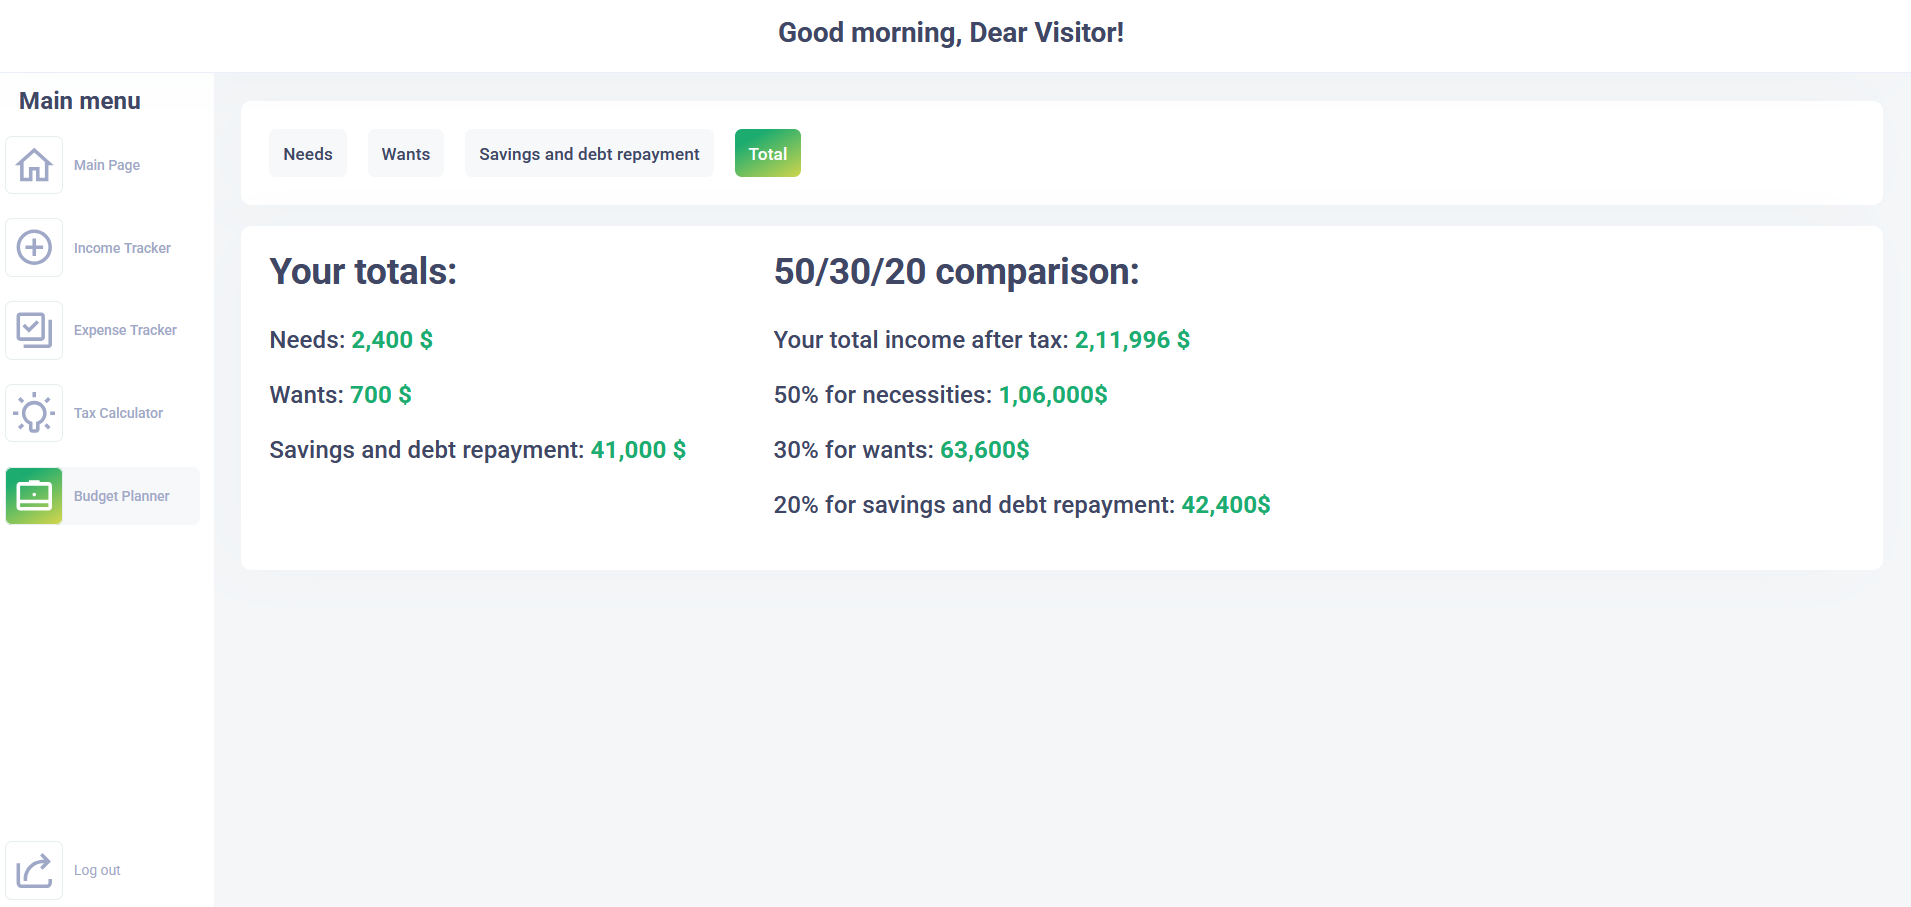 Good morning, Dear Visitor!
Main menu
Main Page
Income Tracker
Expense Tracker
Tax Calculator
Budget Planner
Log out
Needs
Wants
Savings and debt repayment
Total
Your totals:
Needs: 2,400 $
Wants: 700 $
Savings and debt repayment: 41,000 $
50/30/20 comparison:
Your total income after tax: 2,11,996 $
50% for necessities: 1,06,000$
30% for wants: 63,600$
20% for savings and debt repayment: 42,400$